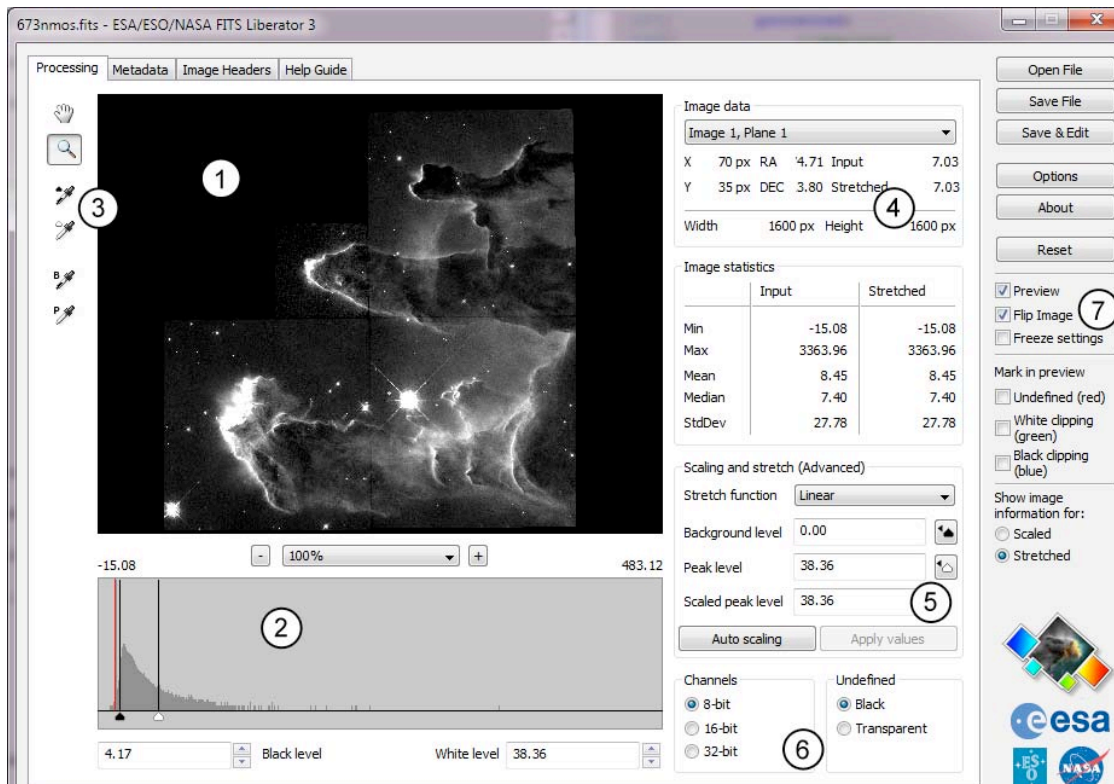 673nmos.fits - ESA/ESO/NASA FITS Liberator 3
Processing Metadata Image Headers Help Guide
Open File
Save File
Save & Edit
Options
About
Reset
Preview
Flip Image
Freeze settings
7
Mark in preview
Undefined (red)
White clipping
(green)
Black clipping
(blue)
Show image
information for:
Scaled
Stretched
1
3
B
P
Image data
Image 1, Plane 1
X 70 px RA '4.71 Input 7.03
Y 35 px DEC 3.80 Stretched 7.03
4
Width 1600 px Height 1600 px
Image statistics
Input Stretched
Min -15.08 -15.08
Max 3363.96 3363.96
Mean 8.45 8.45
Median 7.40 7.40
StdDev 27.78 27.78
Scaling and stretch (Advanced)
Stretch function Linear
Background level 0.00
Peak level 38.36
Scaled peak level 38.36
5
Auto scaling Apply values
- 100% +
-15.08 483.12
2
4.17 Black level White level 38.36
Channels
8-bit
16-bit
32-bit
6
Undefined
Black
Transparent
esa
ESO
NASA